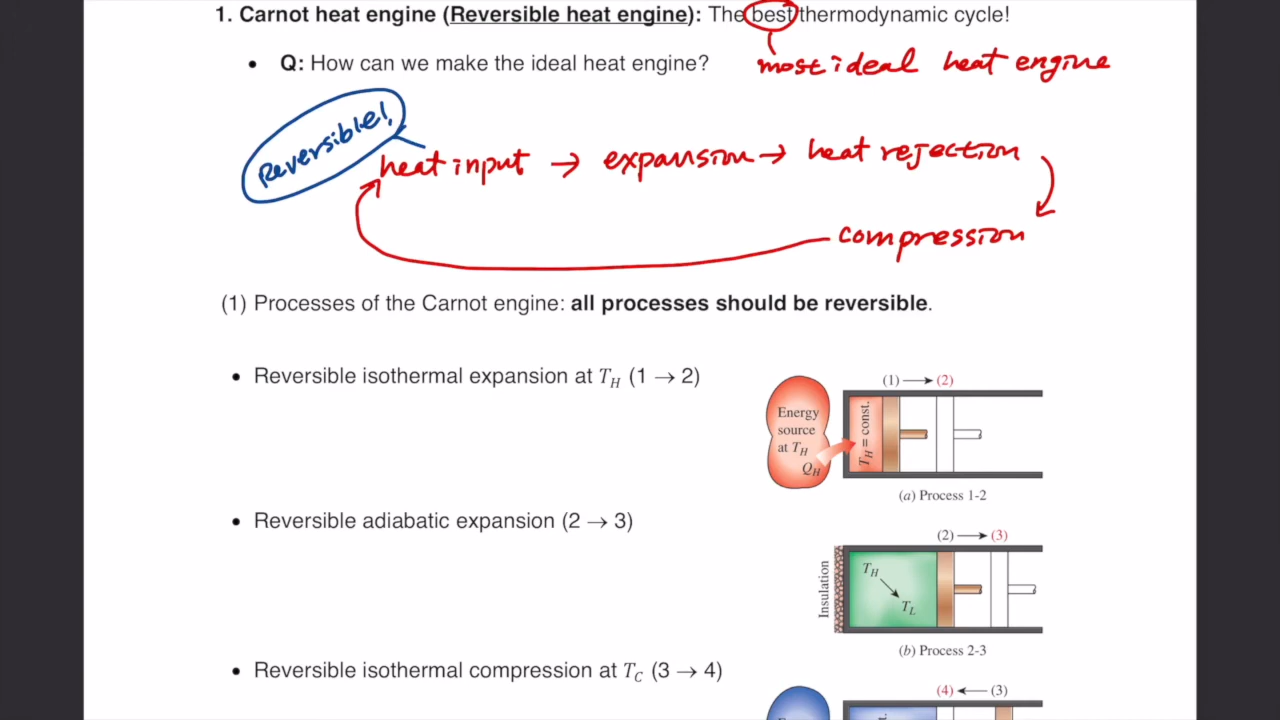 1. Carnot heat engine (Reversible heat engine): The best thermodynamic cycle!
• Q: How can we make the ideal heat engine?
most ideal heat engine
Reversible!
heat input → expansion → heat rejection
compression
(1) Processes of the Carnot engine: all processes should be reversible.
• Reversible isothermal expansion at T_H (1 → 2)
(1) → (2)
Energy
source
at T_H
Q_H
T_H = const.
(a) Process 1-2
• Reversible adiabatic expansion (2 → 3)
(2) → (3)
Insulation
T_H
T_L
(b) Process 2-3
• Reversible isothermal compression at T_C (3 → 4)
(4) ← (3)